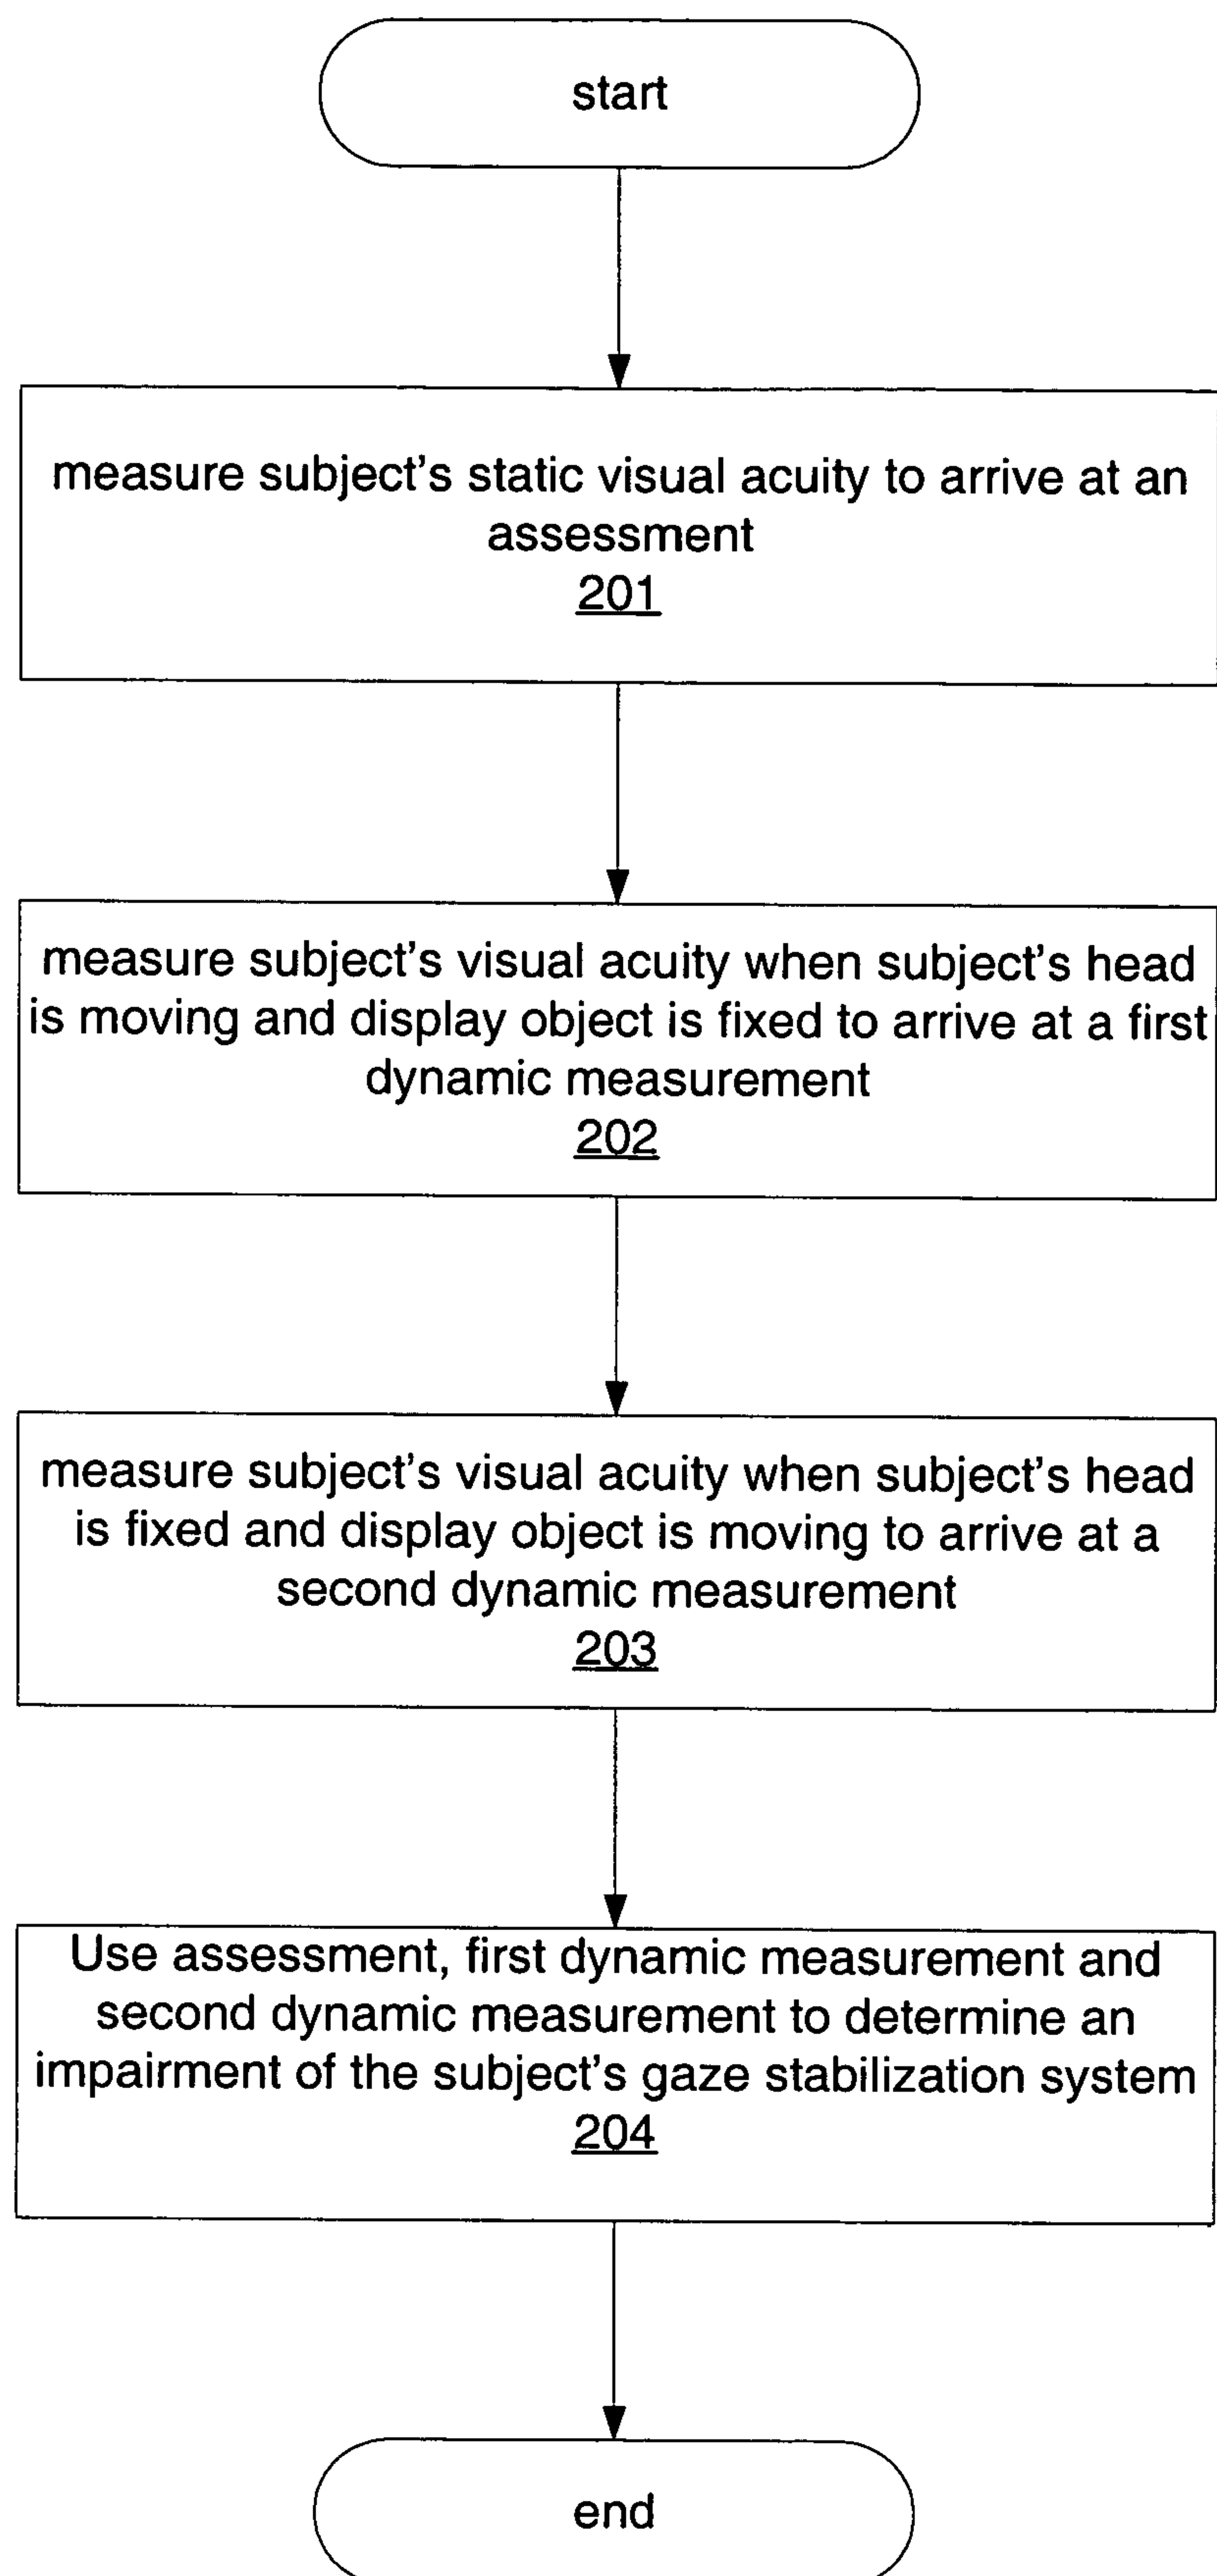 start
measure subject's static visual acuity to arrive at an
assessment
201
measure subject's visual acuity when subject's head
is moving and display object is fixed to arrive at a first
dynamic measurement
202
measure subject's visual acuity when subject's head
is fixed and display object is moving to arrive at a
second dynamic measurement
203
Use assessment, first dynamic measurement and
second dynamic measurement to determine an
impairment of the subject's gaze stabilization system
204
end